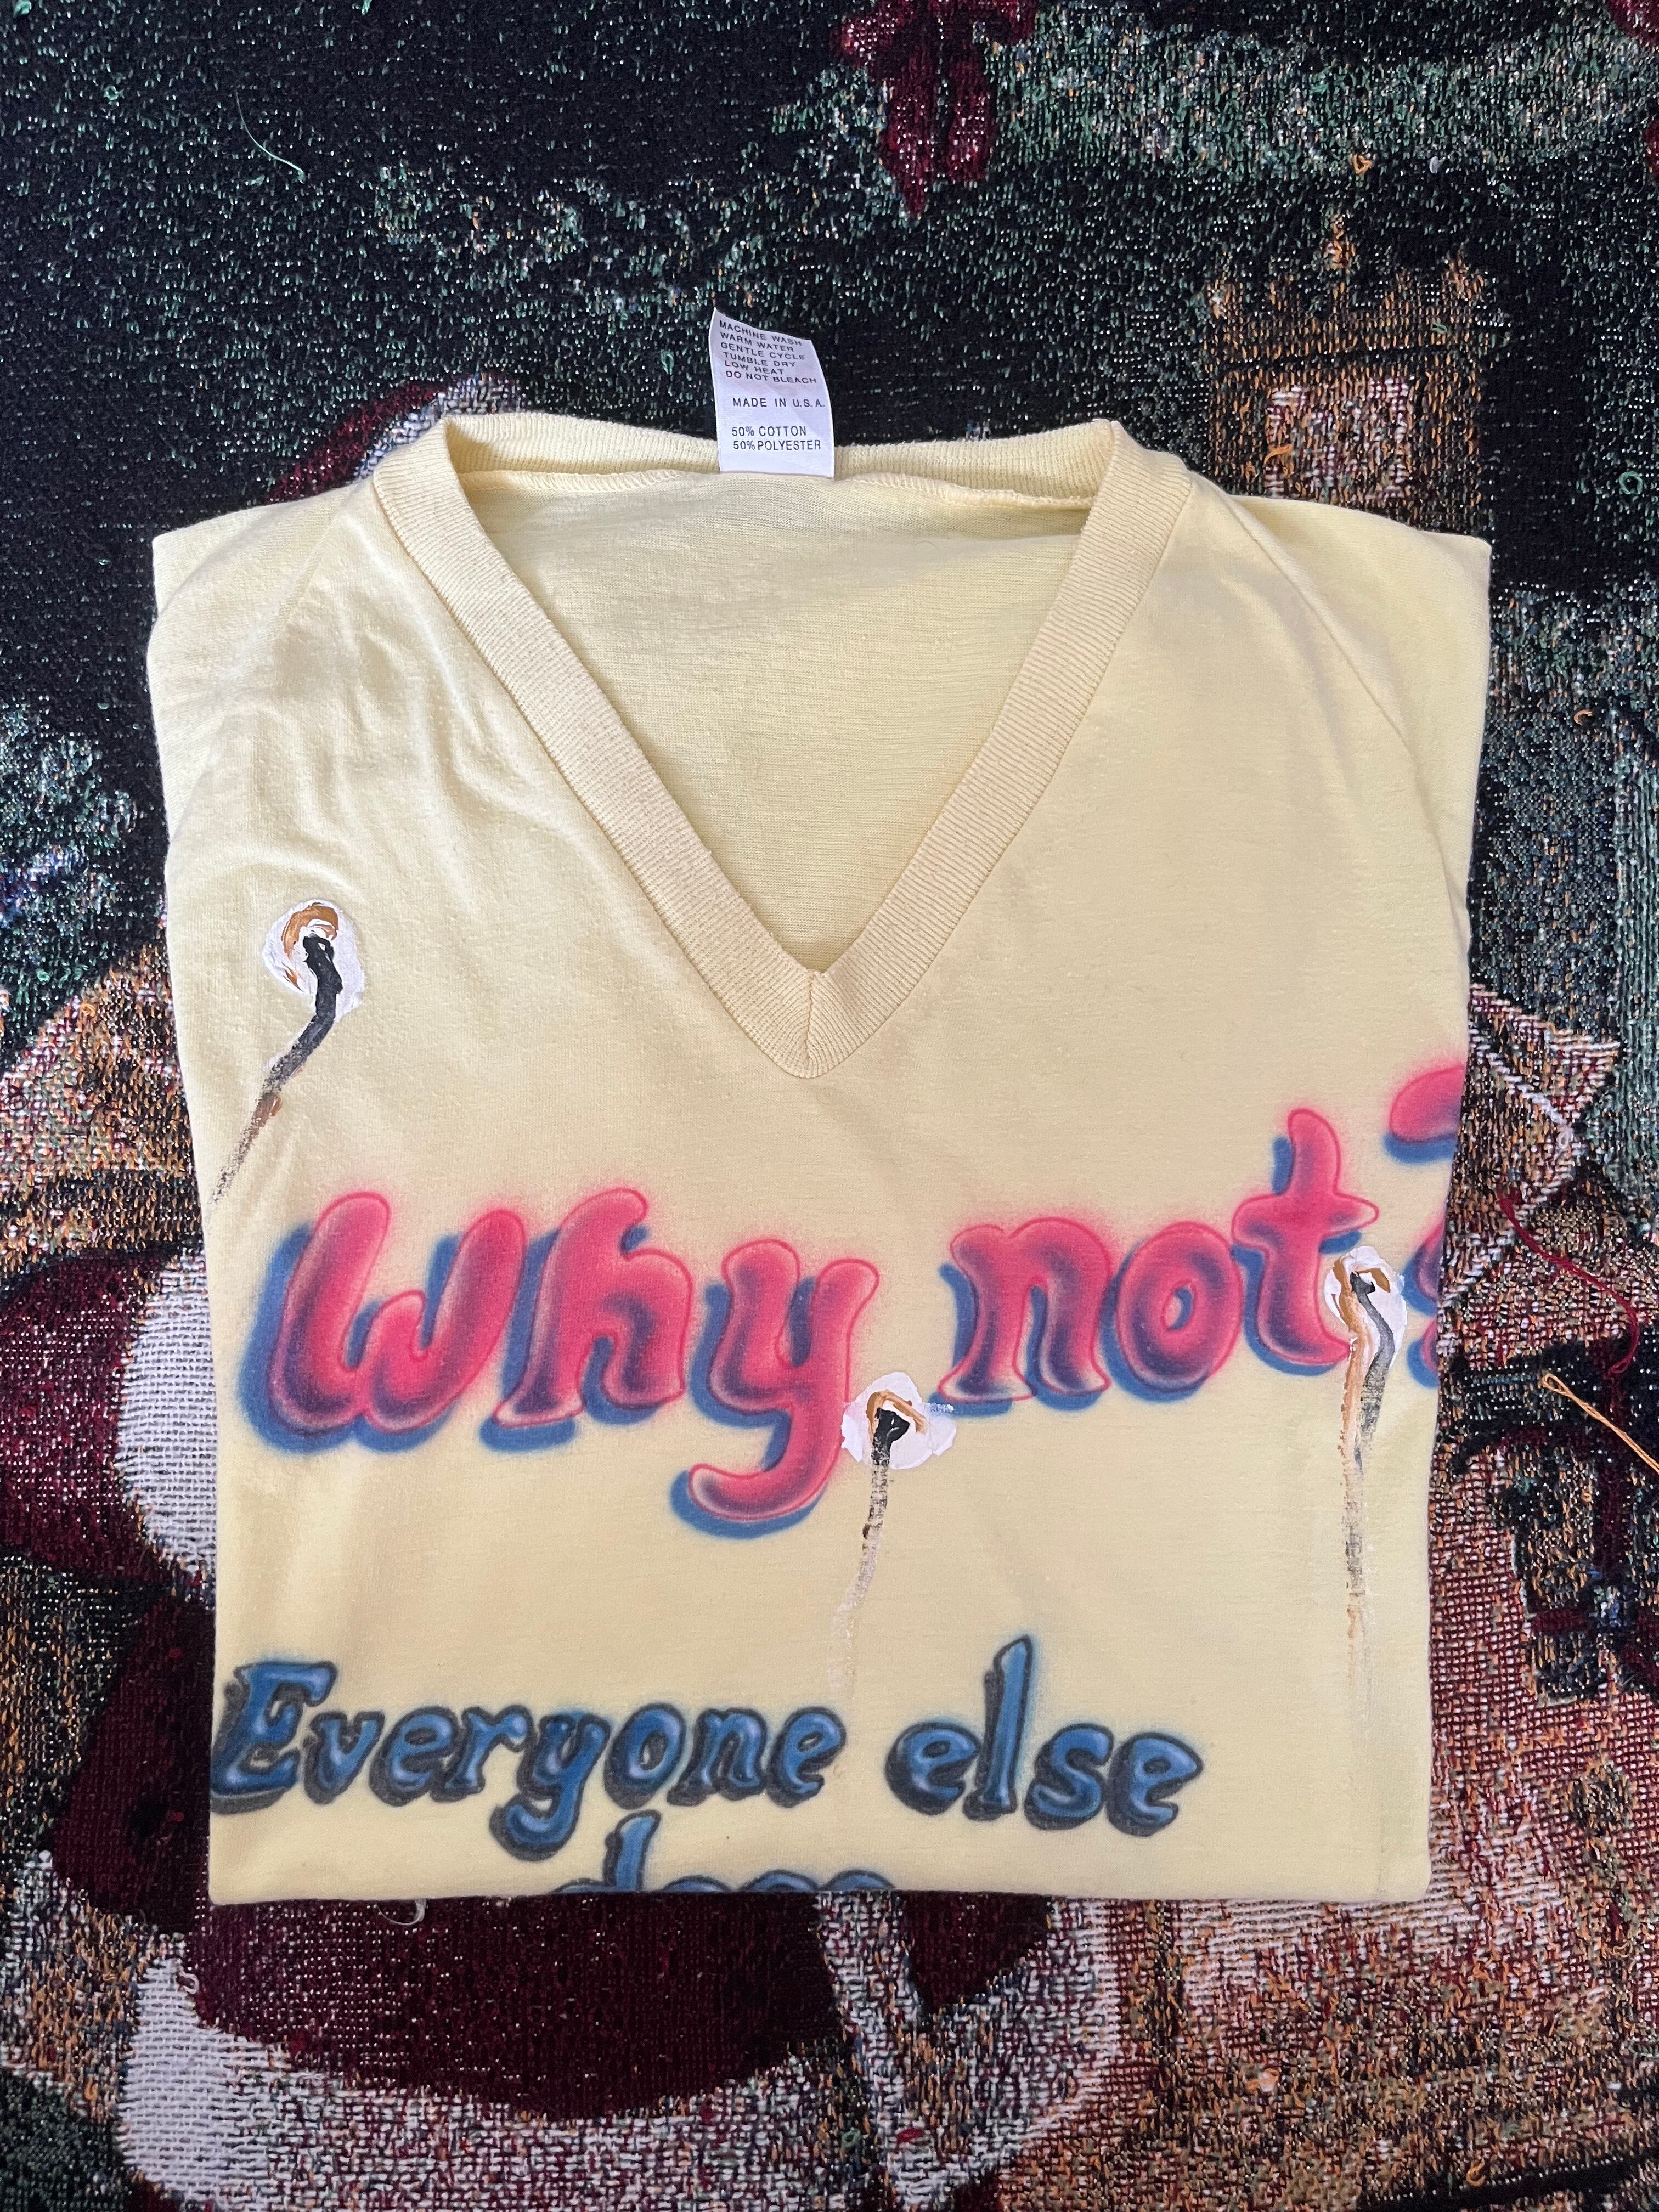 MACHINE WASH
WARM WATER
GENTLE CYCLE
TUMBLE DRY
LOW HEAT
DO NOT BLEACH
MADE IN U.S.A.
50% COTTON
50% POLYESTER
Why not?
Everyone else